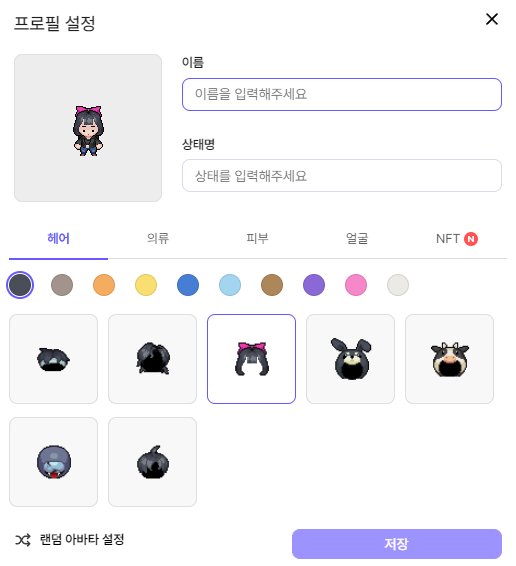 프로필 설정
이름
이름을 입력해주세요
상태명
상태를 입력해주세요
헤어 의류 피부 얼굴 NFT N
랜덤 아바타 설정 저장